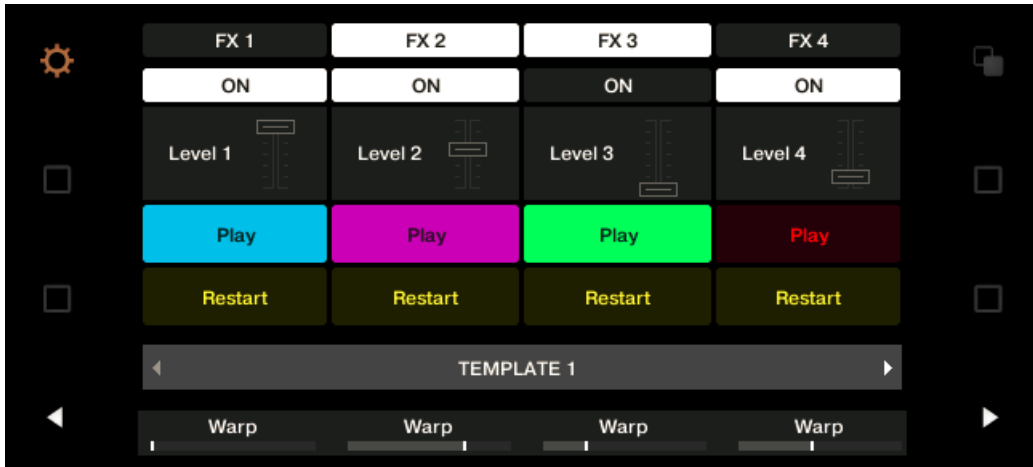 FX 1 FX 2 FX 3 FX 4
ON ON ON ON
Level 1 Level 2 Level 3 Level 4
Play Play Play Play
Restart Restart Restart Restart
TEMPLATE 1
Warp Warp Warp Warp